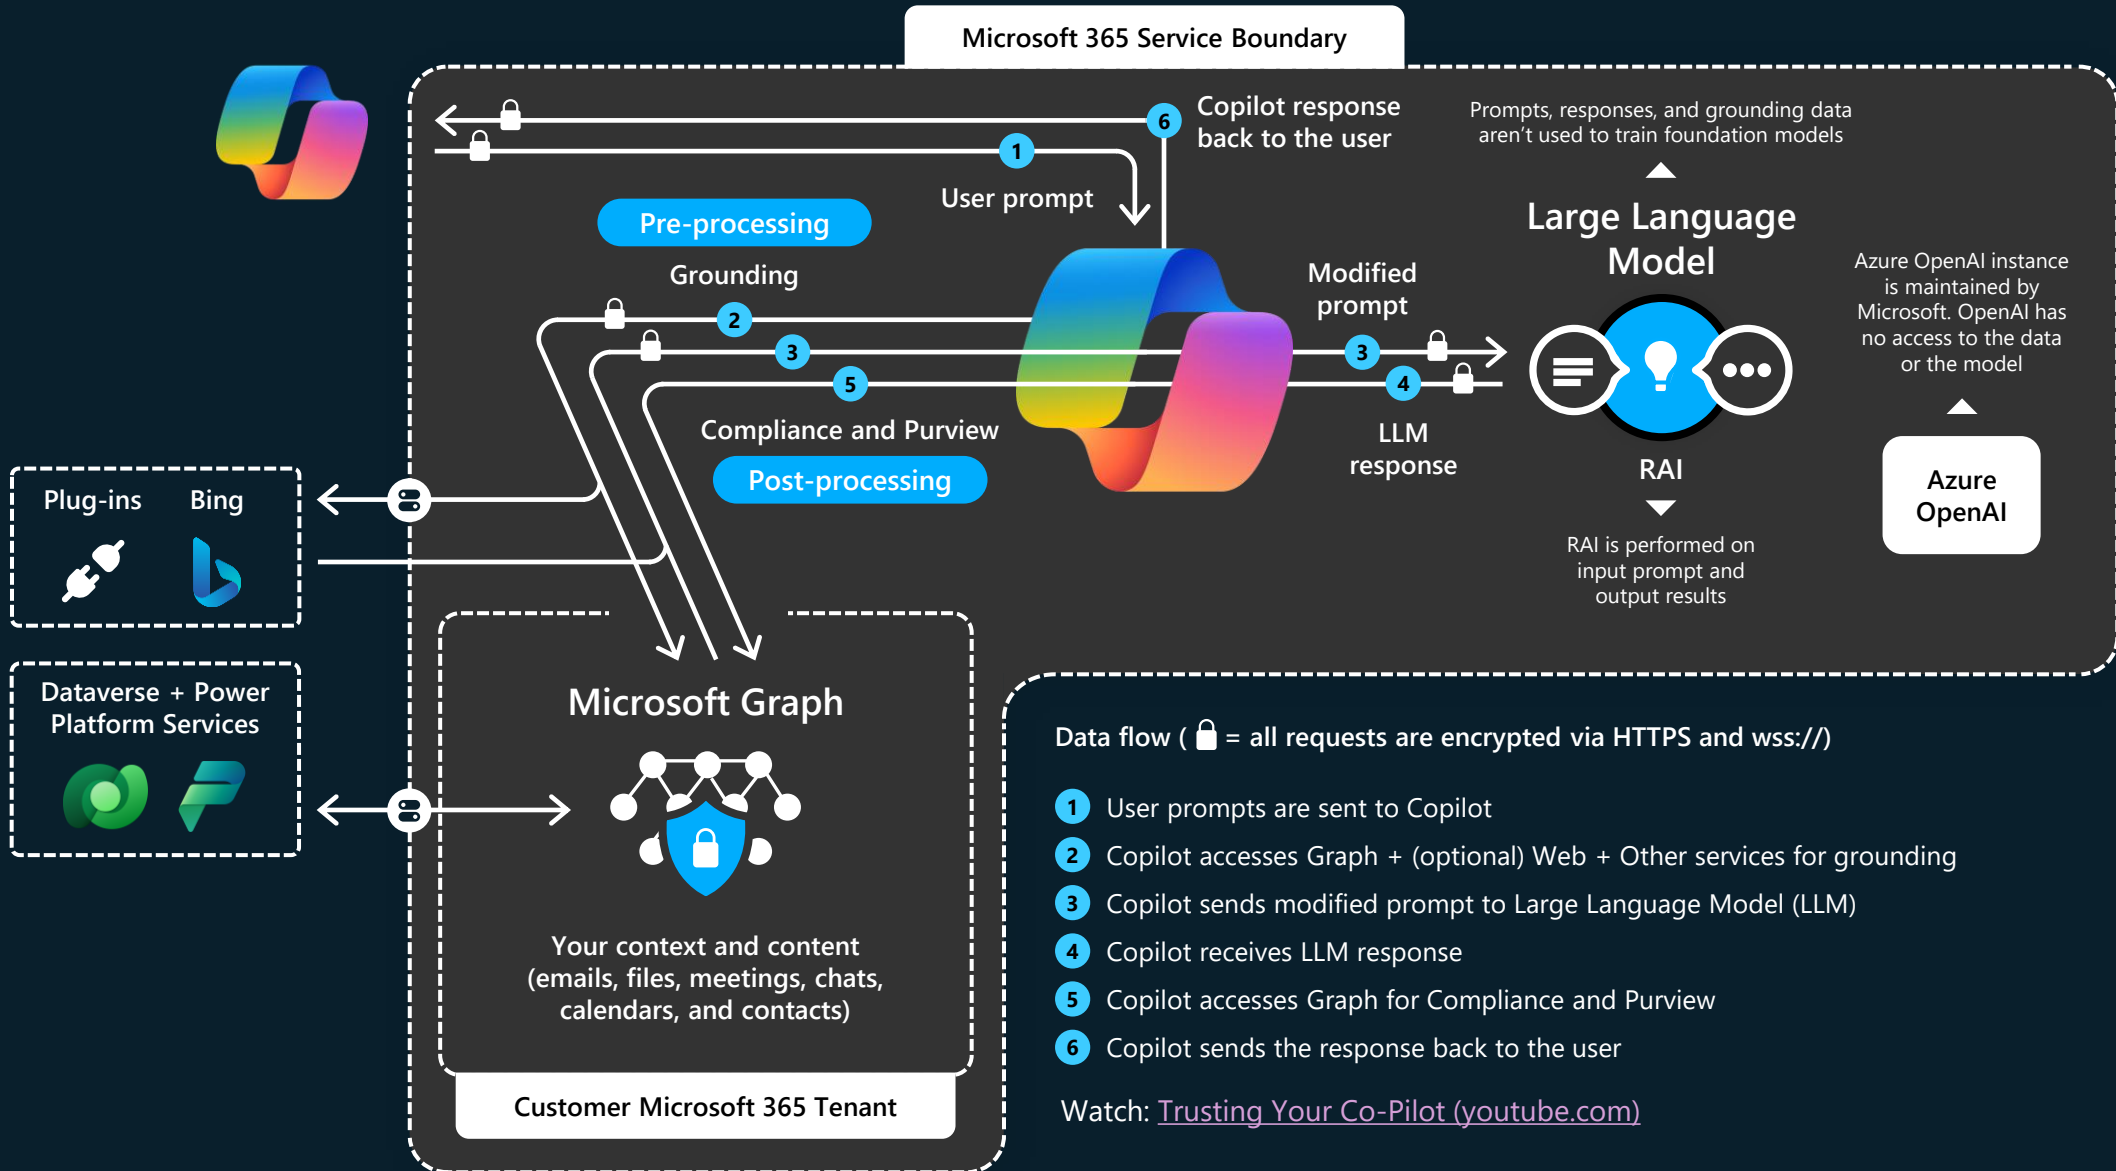 Microsoft 365 Service Boundary
6
Copilot response
back to the user
1
User prompt
Prompts, responses, and grounding data
aren't used to train foundation models
Pre-processing
Grounding
2
3
5
Compliance and Purview
Post-processing
Modified
prompt
3
4
LLM
response
Large Language
Model
RAI
RAI is performed on
input prompt and
output results
Azure OpenAI instance
is maintained by
Microsoft. OpenAI has
no access to the data
or the model
Azure
OpenAI
Plug-ins
Bing
Dataverse + Power
Platform Services
Microsoft Graph
Your context and content
(emails, files, meetings, chats,
calendars, and contacts)
Customer Microsoft 365 Tenant
Data flow ( = all requests are encrypted via HTTPS and wss://)
1 User prompts are sent to Copilot
2 Copilot accesses Graph + (optional) Web + Other services for grounding
3 Copilot sends modified prompt to Large Language Model (LLM)
4 Copilot receives LLM response
5 Copilot accesses Graph for Compliance and Purview
6 Copilot sends the response back to the user
Watch: Trusting Your Co-Pilot (youtube.com)